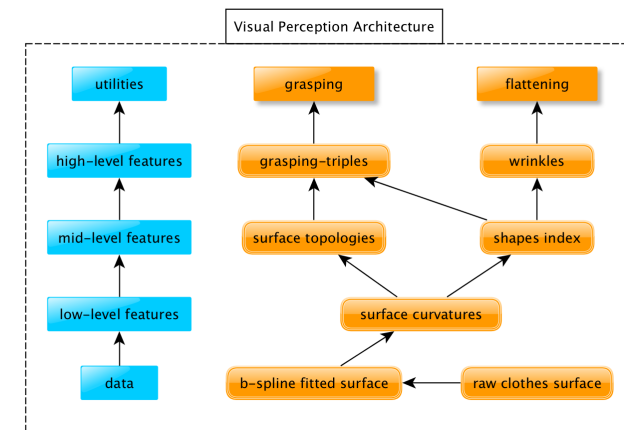 Visual Perception Architecture
utilities
grasping
flattening
high-level features
grasping-triples
wrinkles
mid-level features
surface topologies
shapes index
low-level features
surface curvatures
data
b-spline fitted surface
raw clothes surface